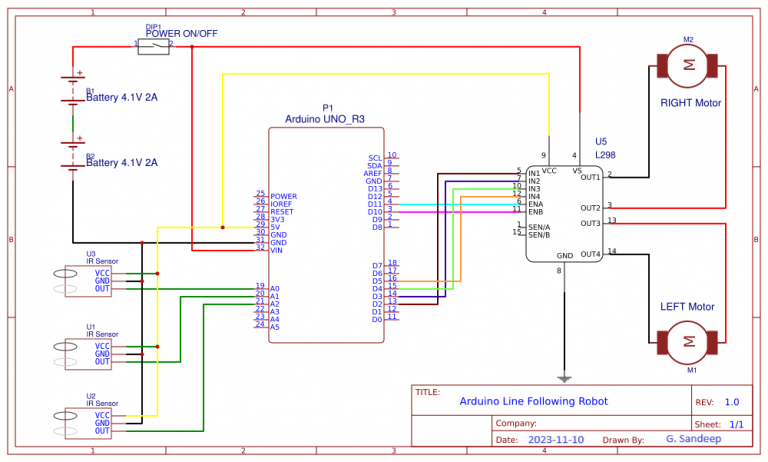 1 2 3 4
DIP1
POWER ON/OFF
1 2
M2
M
RIGHT Motor
A A
B1
Battery 4.1V 2A
B2
Battery 4.1V 2A
P1
Arduino UNO_R3
SCL 10
SDA 9
AREF 8
GND 7
D13 6
D12 5
D11 4
D10 3
D9 2
D8 1
25 POWER
26 IOREF
27 RESET
28 3V3
29 5V
30 GND
31 GND
32 VIN
D7 18
D6 17
D5 16
D4 15
D3 14
D2 13
D1 12
D0 11
19 A0
20 A1
21 A2
22 A3
23 A4
24 A5
U5
L298
9 VCC
4 VS
5 IN1
7 IN2
10 IN3
12 IN4
6 ENA
11 ENB
1 SEN/A
15 SEN/B
OUT1 2
OUT2 3
OUT3 13
OUT4 14
GND
8
B B
U3
IR Sensor
VCC
GND
OUT
U1
IR Sensor
VCC
GND
OUT
U2
IR Sensor
VCC
GND
OUT
LEFT Motor
M
M1
TITLE:
Arduino Line Following Robot
REV: 1.0
Company:
Sheet: 1/1
Date: 2023-11-10 Drawn By: G. Sandeep
1 2 3 4